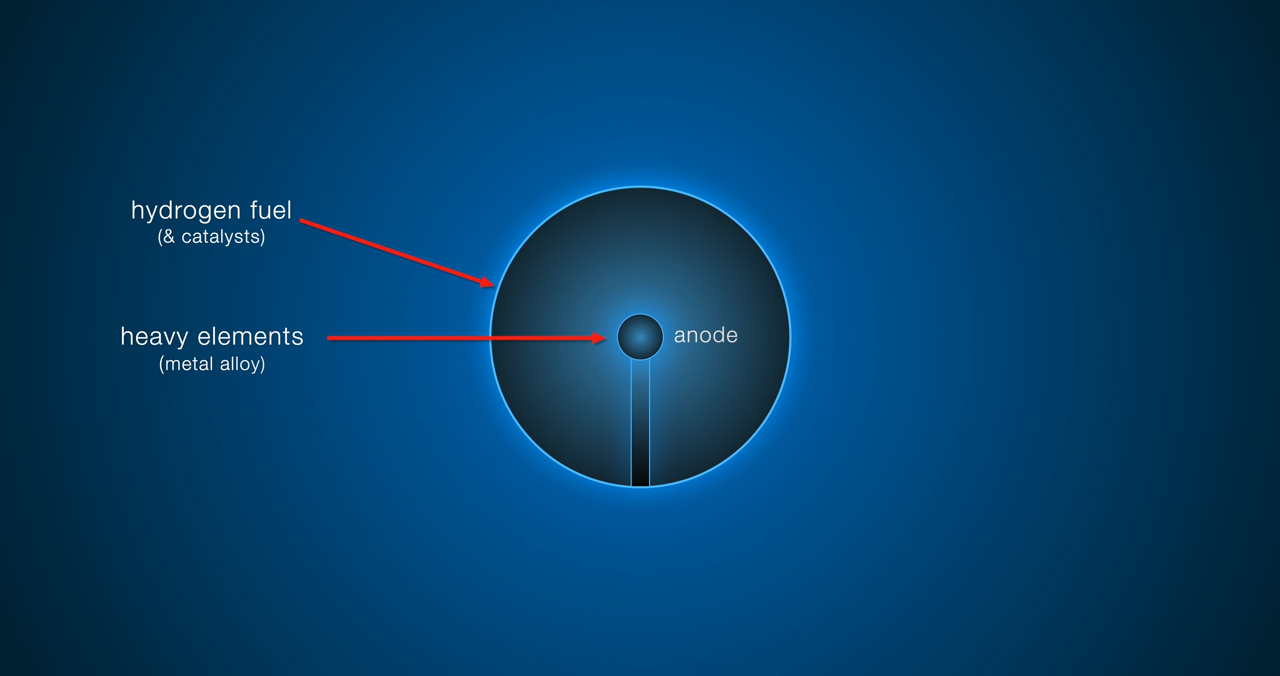 hydrogen fuel
(& catalysts)
heavy elements
(metal alloy)
anode